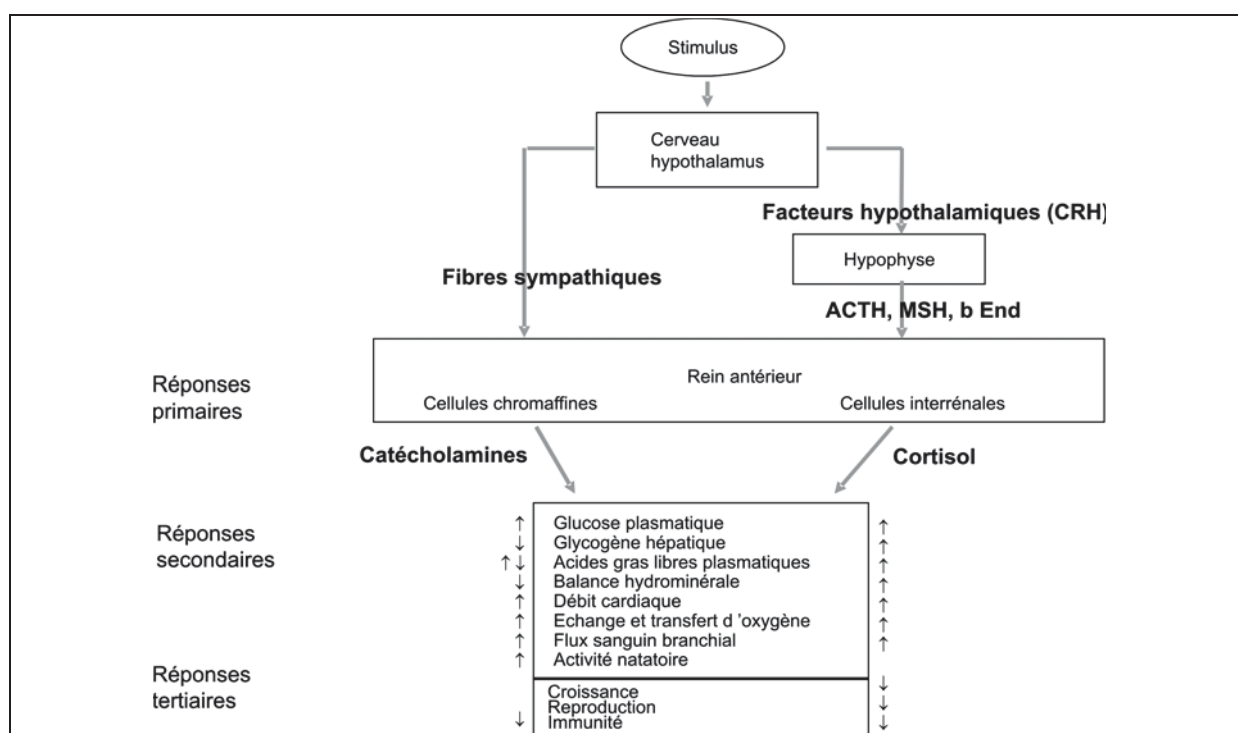 Stimulus
Cerveau
hypothalamus
Facteurs hypothalamiques (CRH)
Hypophyse
Fibres sympathiques
ACTH, MSH, b End
Réponses
primaires
Rein antérieur
Cellules chromaffines Cellules interrénales
Catécholamines Cortisol
Réponses
secondaires
↑ Glucose plasmatique ↑
↓ Glycogène hépatique ↑
↑↓ Acides gras libres plasmatiques ↑
↓ Balance hydrominérale ↑
↑ Débit cardiaque ↑
↑ Echange et transfert d 'oxygène ↑
↑ Flux sanguin branchial ↑
↑ Activité natatoire
Réponses
tertiaires
Croissance ↓
Reproduction ↓
↓ Immunité ↓